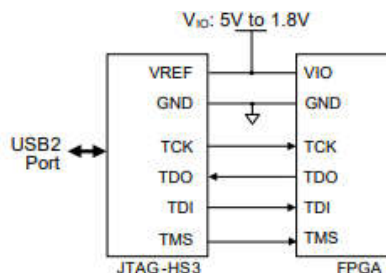 VIO: 5V to 1.8V
VREF VIO
GND GND
USB2
Port
TCK TCK
TDO TDO
TDI TDI
TMS TMS
JTAG-HS3 FPGA